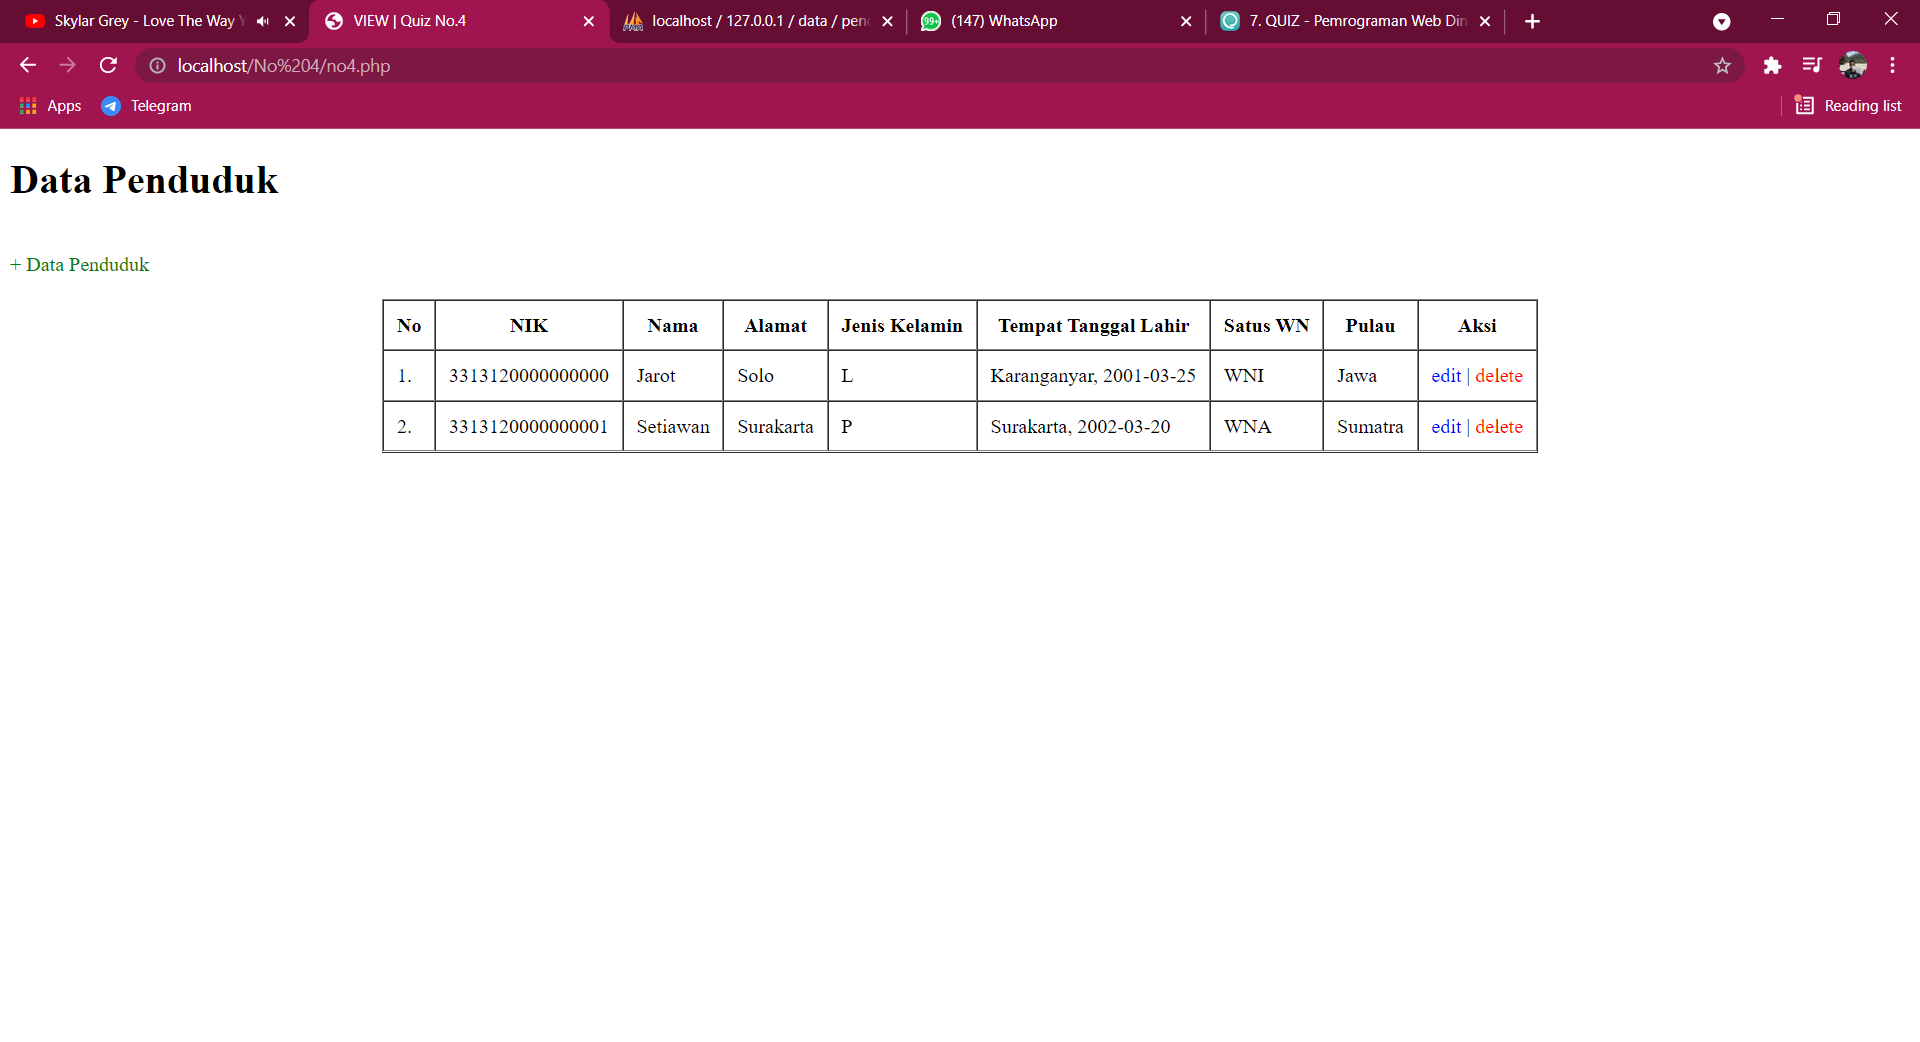 Skylar Grey - Love The Way Y
VIEW | Quiz No.4
localhost / 127.0.0.1 / data / pend
99+ (147) WhatsApp
7. QUIZ - Pemrograman Web Din
localhost/No%204/no4.php
Apps Telegram Reading list
Data Penduduk
+ Data Penduduk
No NIK Nama Alamat Jenis Kelamin Tempat Tanggal Lahir Satus WN Pulau Aksi
1. 3313120000000000 Jarot Solo L Karanganyar, 2001-03-25 WNI Jawa edit | delete
2. 3313120000000001 Setiawan Surakarta P Surakarta, 2002-03-20 WNA Sumatra edit | delete